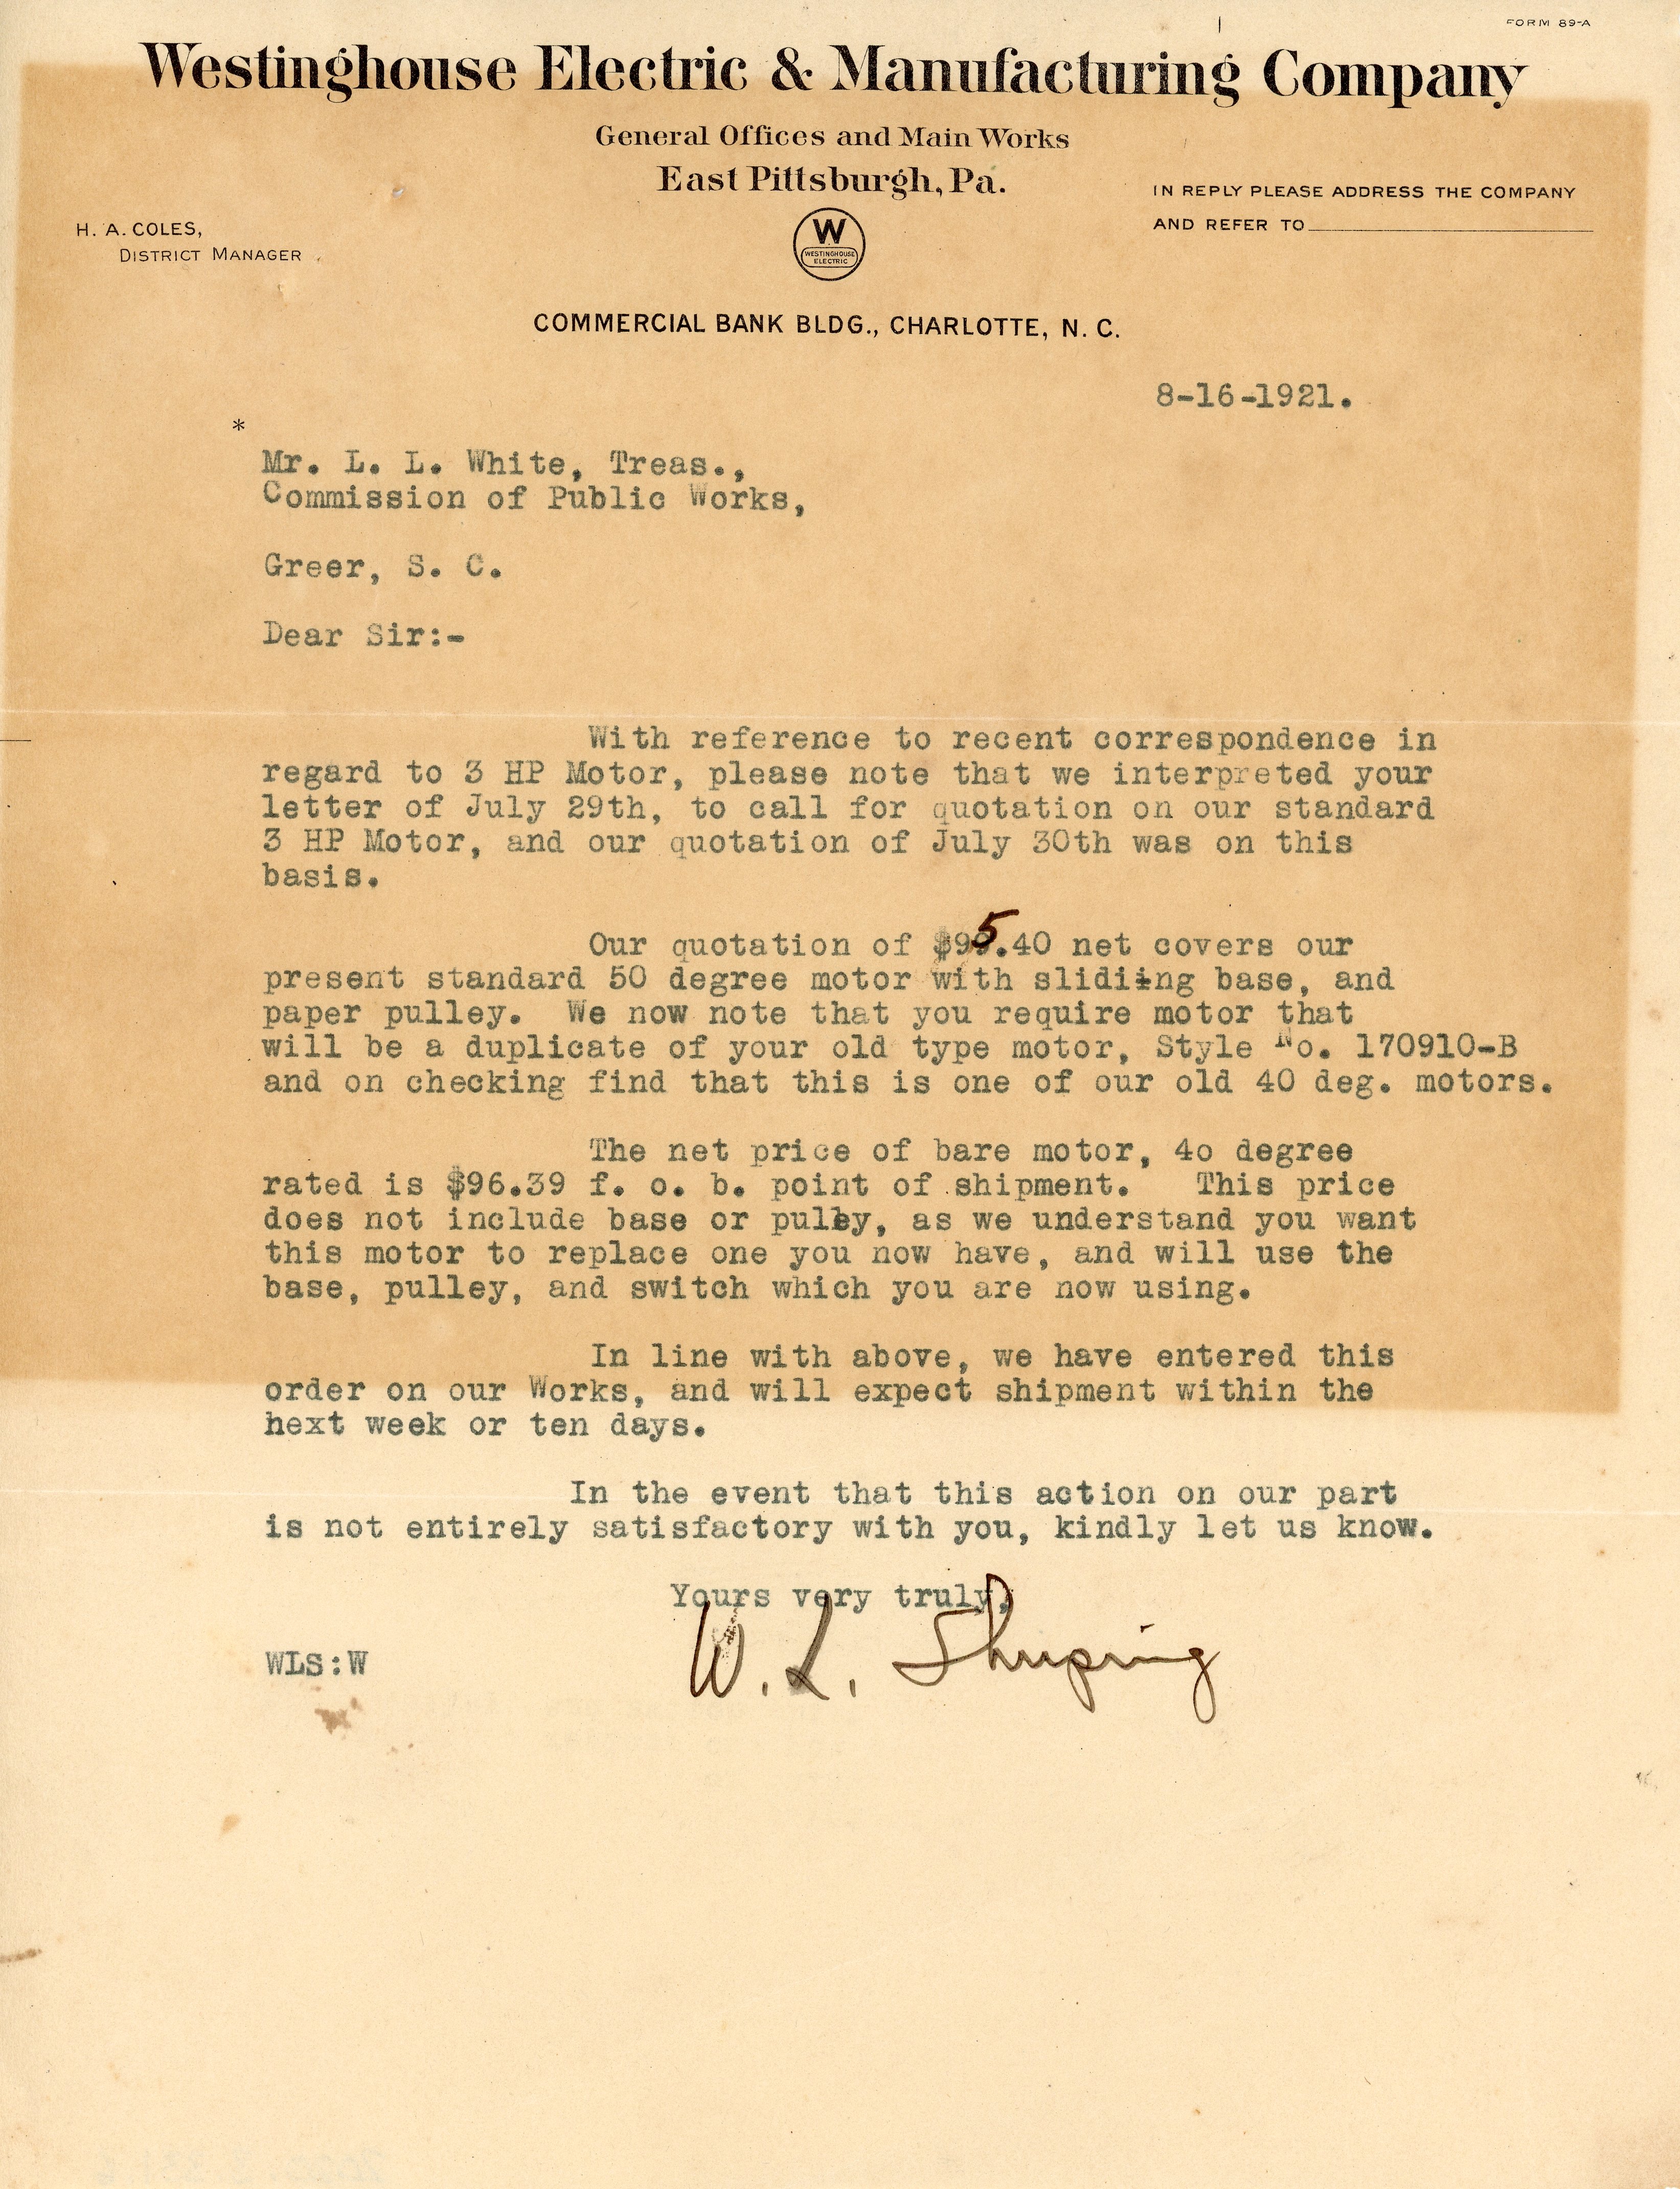 FORM 89-A
Westinghouse Electric & Manufacturing Company
General Offices and Main Works
East Pittsburgh, Pa.
IN REPLY PLEASE ADDRESS THE COMPANY
AND REFER TO
H. A. COLES,
DISTRICT MANAGER
W
WESTINGHOUSE
ELECTRIC
COMMERCIAL BANK BLDG., CHARLOTTE, N. C.
8-16-1921.
*
Mr. L. L. White, Treas.,
Commission of Public Works,
Greer, S. C.
Dear Sir:-
With reference to recent correspondence in
regard to 3 HP Motor, please note that we interpreted your
letter of July 29th, to call for quotation on our standard
3 HP Motor, and our quotation of July 30th was on this
basis.
Our quotation of $95.40 net covers our
present standard 50 degree motor with slidiing base, and
paper pulley. We now note that you require motor that
will be a duplicate of your old type motor, Style No. 170910-B
and on checking find that this is one of our old 40 deg. motors.
The net price of bare motor, 4o degree
rated is $96.39 f. o. b. point of shipment. This price
does not include base or pulley, as we understand you want
this motor to replace one you now have, and will use the
base, pulley, and switch which you are now using.
In line with above, we have entered this
order on our Works, and will expect shipment within the
next week or ten days.
In the event that this action on our part
is not entirely satisfactory with you, kindly let us know.
Yours very truly,
W. L. Shuping
WLS:W